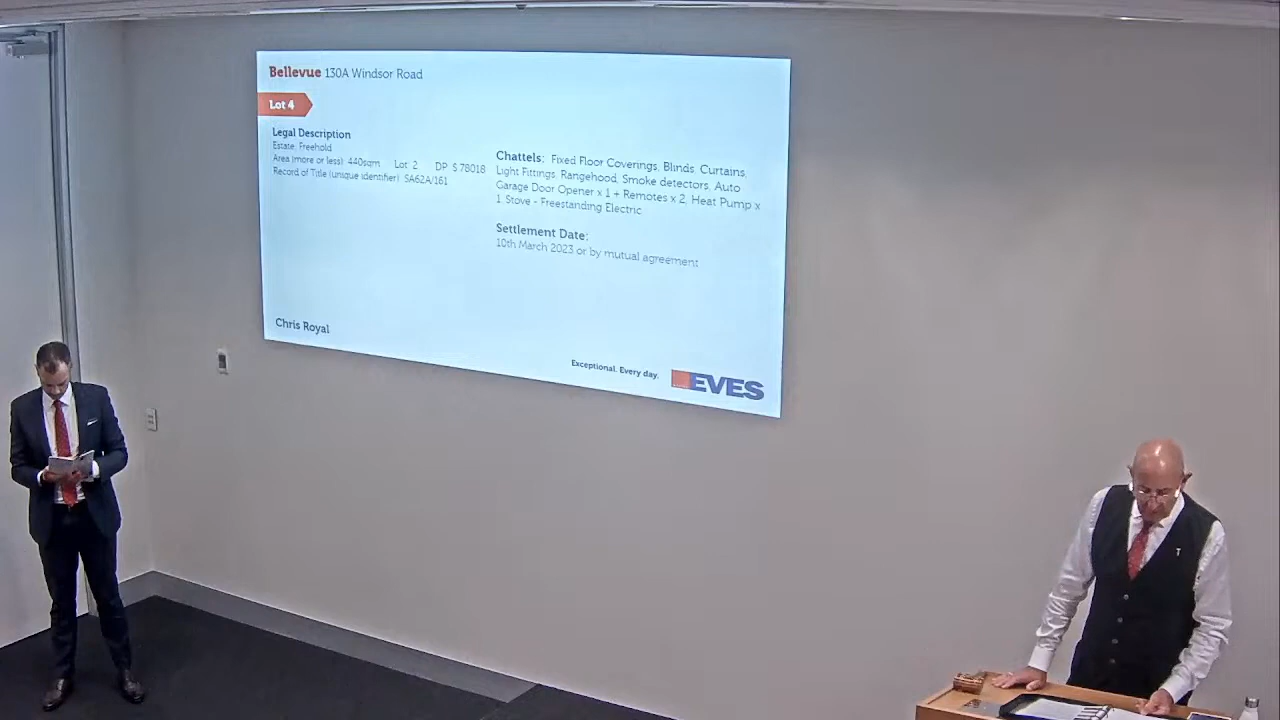 Bellevue 130A Windsor Road
Lot 4
Legal Description
Estate: Freehold
Area (more or less): 440sqm Lot 2 DP S.78018
Record of Title (unique identifier) SA62A/161
Chattels: Fixed Floor Coverings, Blinds, Curtains,
Light Fittings, Rangehood, Smoke detectors, Auto
Garage Door Opener x 1 + Remotes x 2, Heat Pump x
1 Stove - Freestanding Electric
Settlement Date:
10th March 2023 or by mutual agreement
Chris Royal
Exceptional. Every day.
EVES